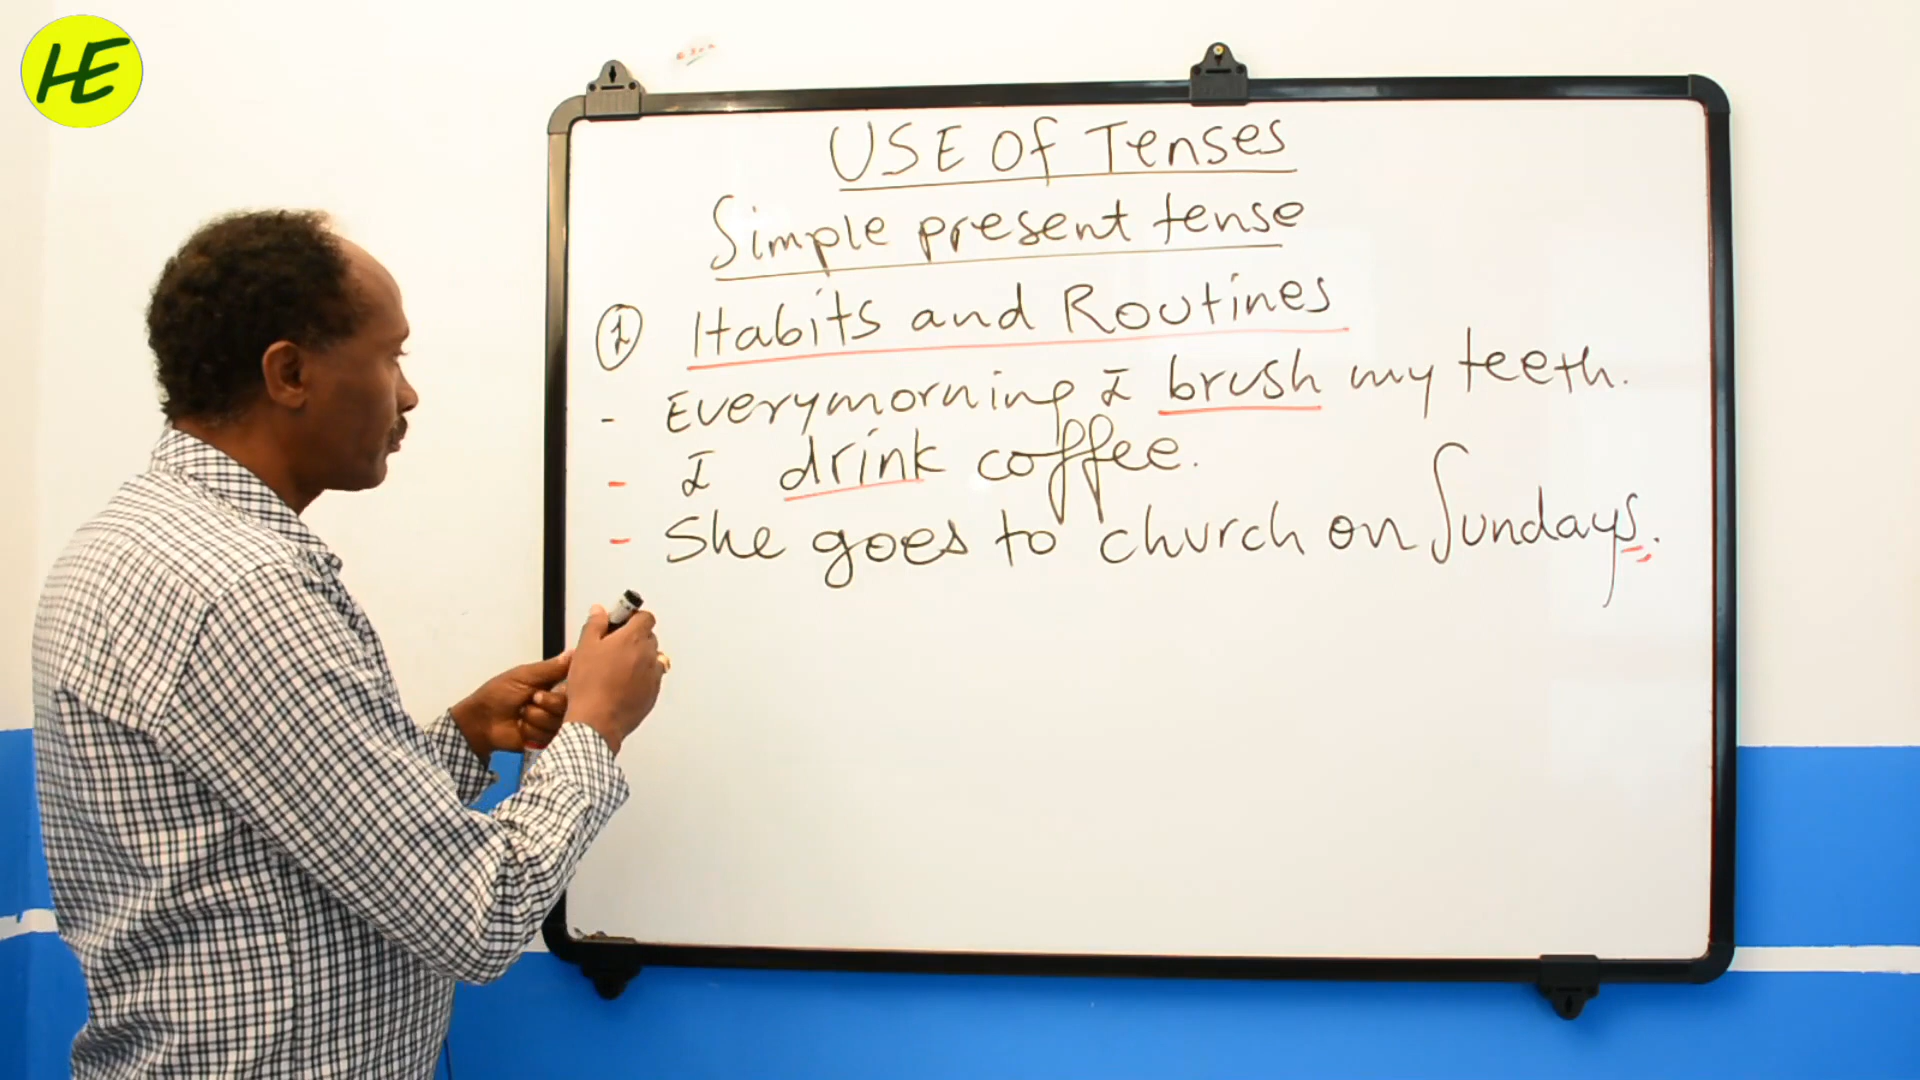 HE
USE Of Tenses
Simple present tense
1 Habits and Routines
- Everymorning I brush my teeth.
- I drink coffee.
- She goes to church on Sundays.